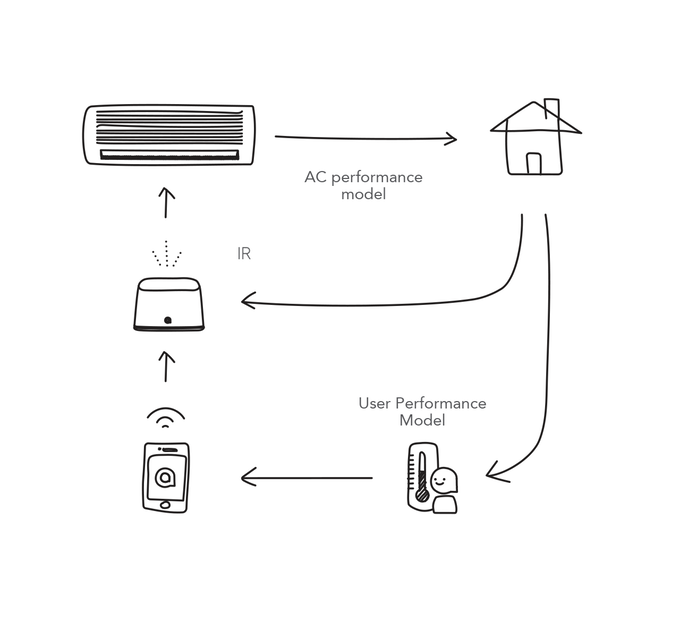 AC performance
model
IR
User Performance
Model
a